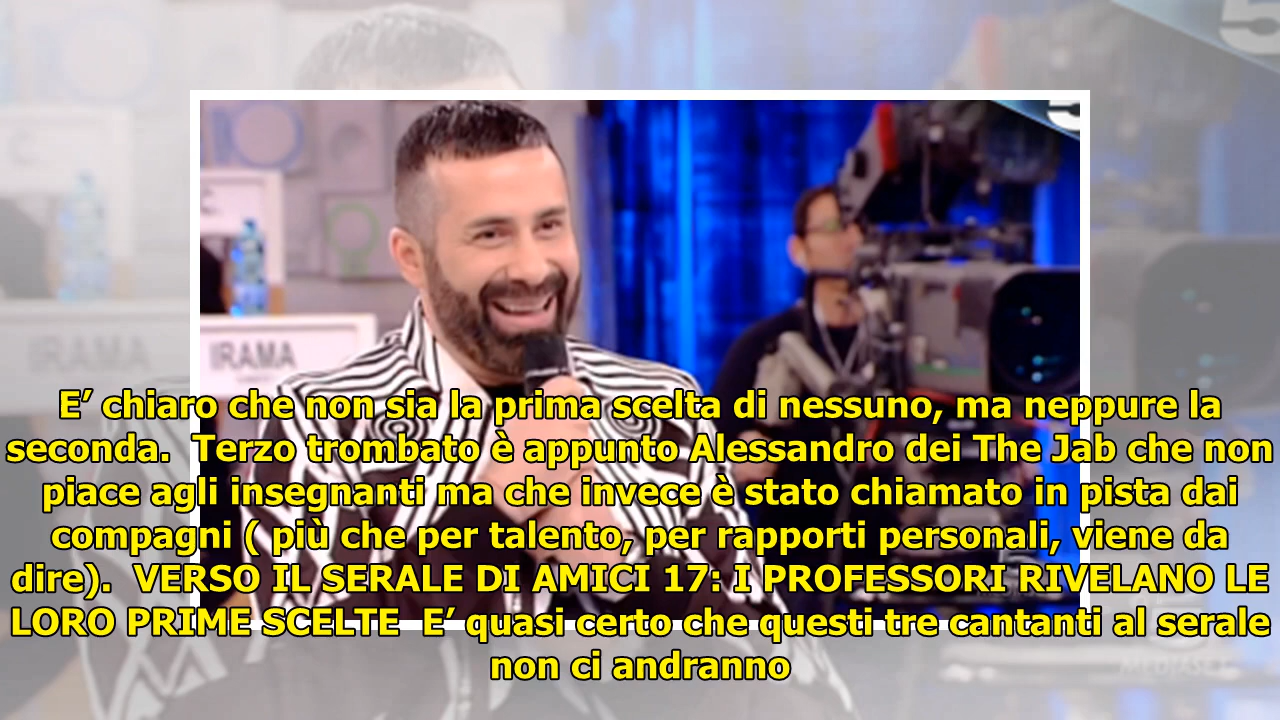 5
5
IRAMA
IRAMA
E’ chiaro che non sia la prima scelta di nessuno, ma neppure la
seconda.  Terzo trombato è appunto Alessandro dei The Jab che non
piace agli insegnanti ma che invece è stato chiamato in pista dai
compagni ( più che per talento, per rapporti personali, viene da
dire).  VERSO IL SERALE DI AMICI 17: I PROFESSORI RIVELANO LE
LORO PRIME SCELTE  E’ quasi certo che questi tre cantanti al serale
non ci andranno
MEDIASET